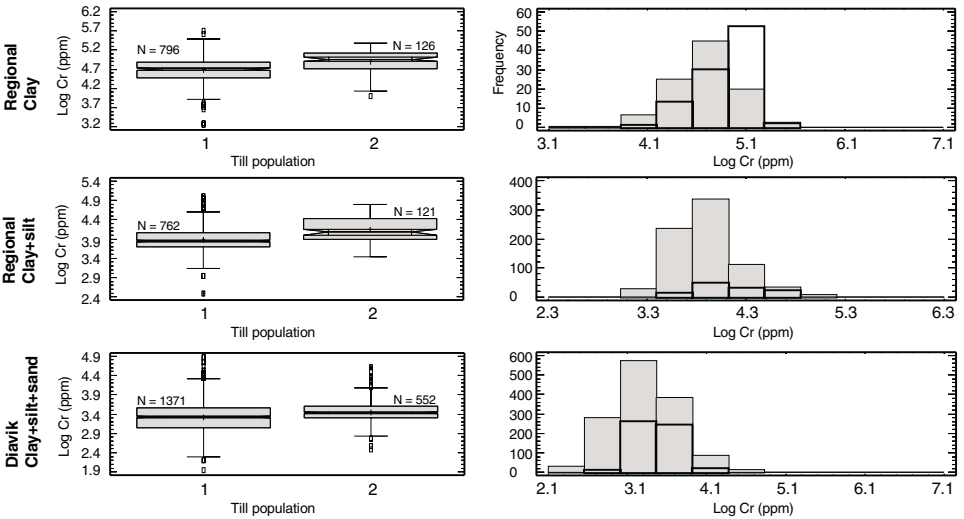 Regional
Clay
Log Cr (ppm)
6.2
5.7
5.2
4.7
4.2
3.7
3.2
N = 796
N = 126
1
2
Till population
Frequency
60
50
40
30
20
10
0
3.1
4.1
5.1
6.1
7.1
Log Cr (ppm)
Regional
Clay+silt
Log Cr (ppm)
5.4
4.9
4.4
3.9
3.4
2.9
2.4
N = 762
N = 121
1
2
Till population
400
300
200
100
0
2.3
3.3
4.3
5.3
6.3
Log Cr (ppm)
Diavik
Clay+silt+sand
Log Cr (ppm)
4.9
4.4
3.9
3.4
2.9
2.4
1.9
N = 1371
N = 552
1
2
Till population
600
500
400
300
200
100
0
2.1
3.1
4.1
5.1
6.1
7.1
Log Cr (ppm)